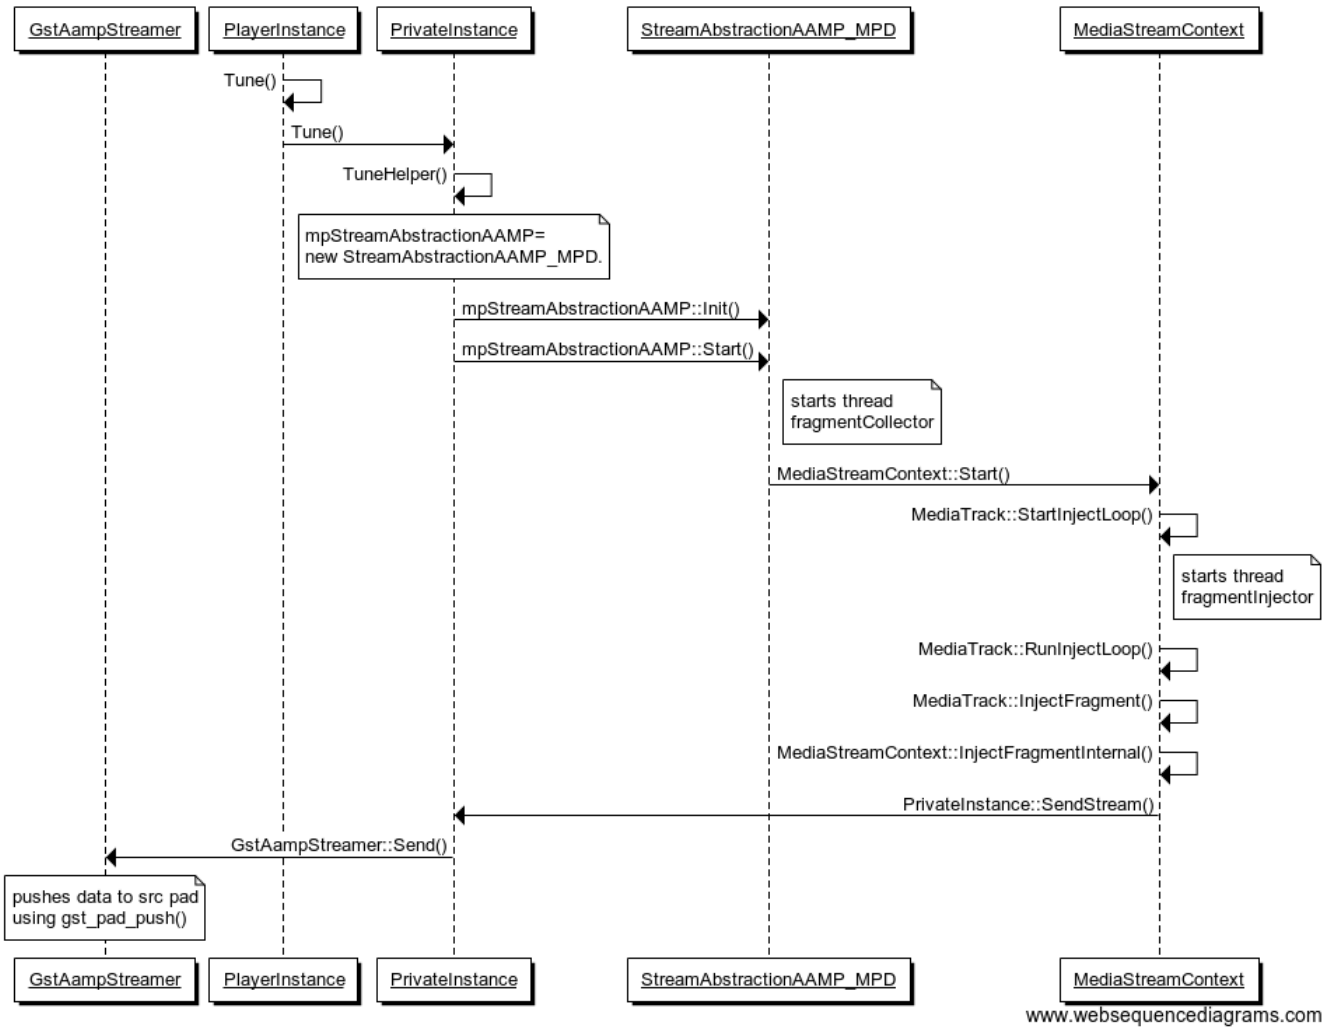 GstAampStreamer
PlayerInstance
PrivateInstance
StreamAbstractionAAMP_MPD
MediaStreamContext
Tune()
Tune()
TuneHelper()
mpStreamAbstractionAAMP=
new StreamAbstractionAAMP_MPD.
mpStreamAbstractionAAMP::Init()
mpStreamAbstractionAAMP::Start()
starts thread
fragmentCollector
MediaStreamContext::Start()
MediaTrack::StartInjectLoop()
starts thread
fragmentInjector
MediaTrack::RunInjectLoop()
MediaTrack::InjectFragment()
MediaStreamContext::InjectFragmentInternal()
PrivateInstance::SendStream()
GstAampStreamer::Send()
pushes data to src pad
using gst_pad_push()
GstAampStreamer
PlayerInstance
PrivateInstance
StreamAbstractionAAMP_MPD
MediaStreamContext
www.websequencediagrams.com